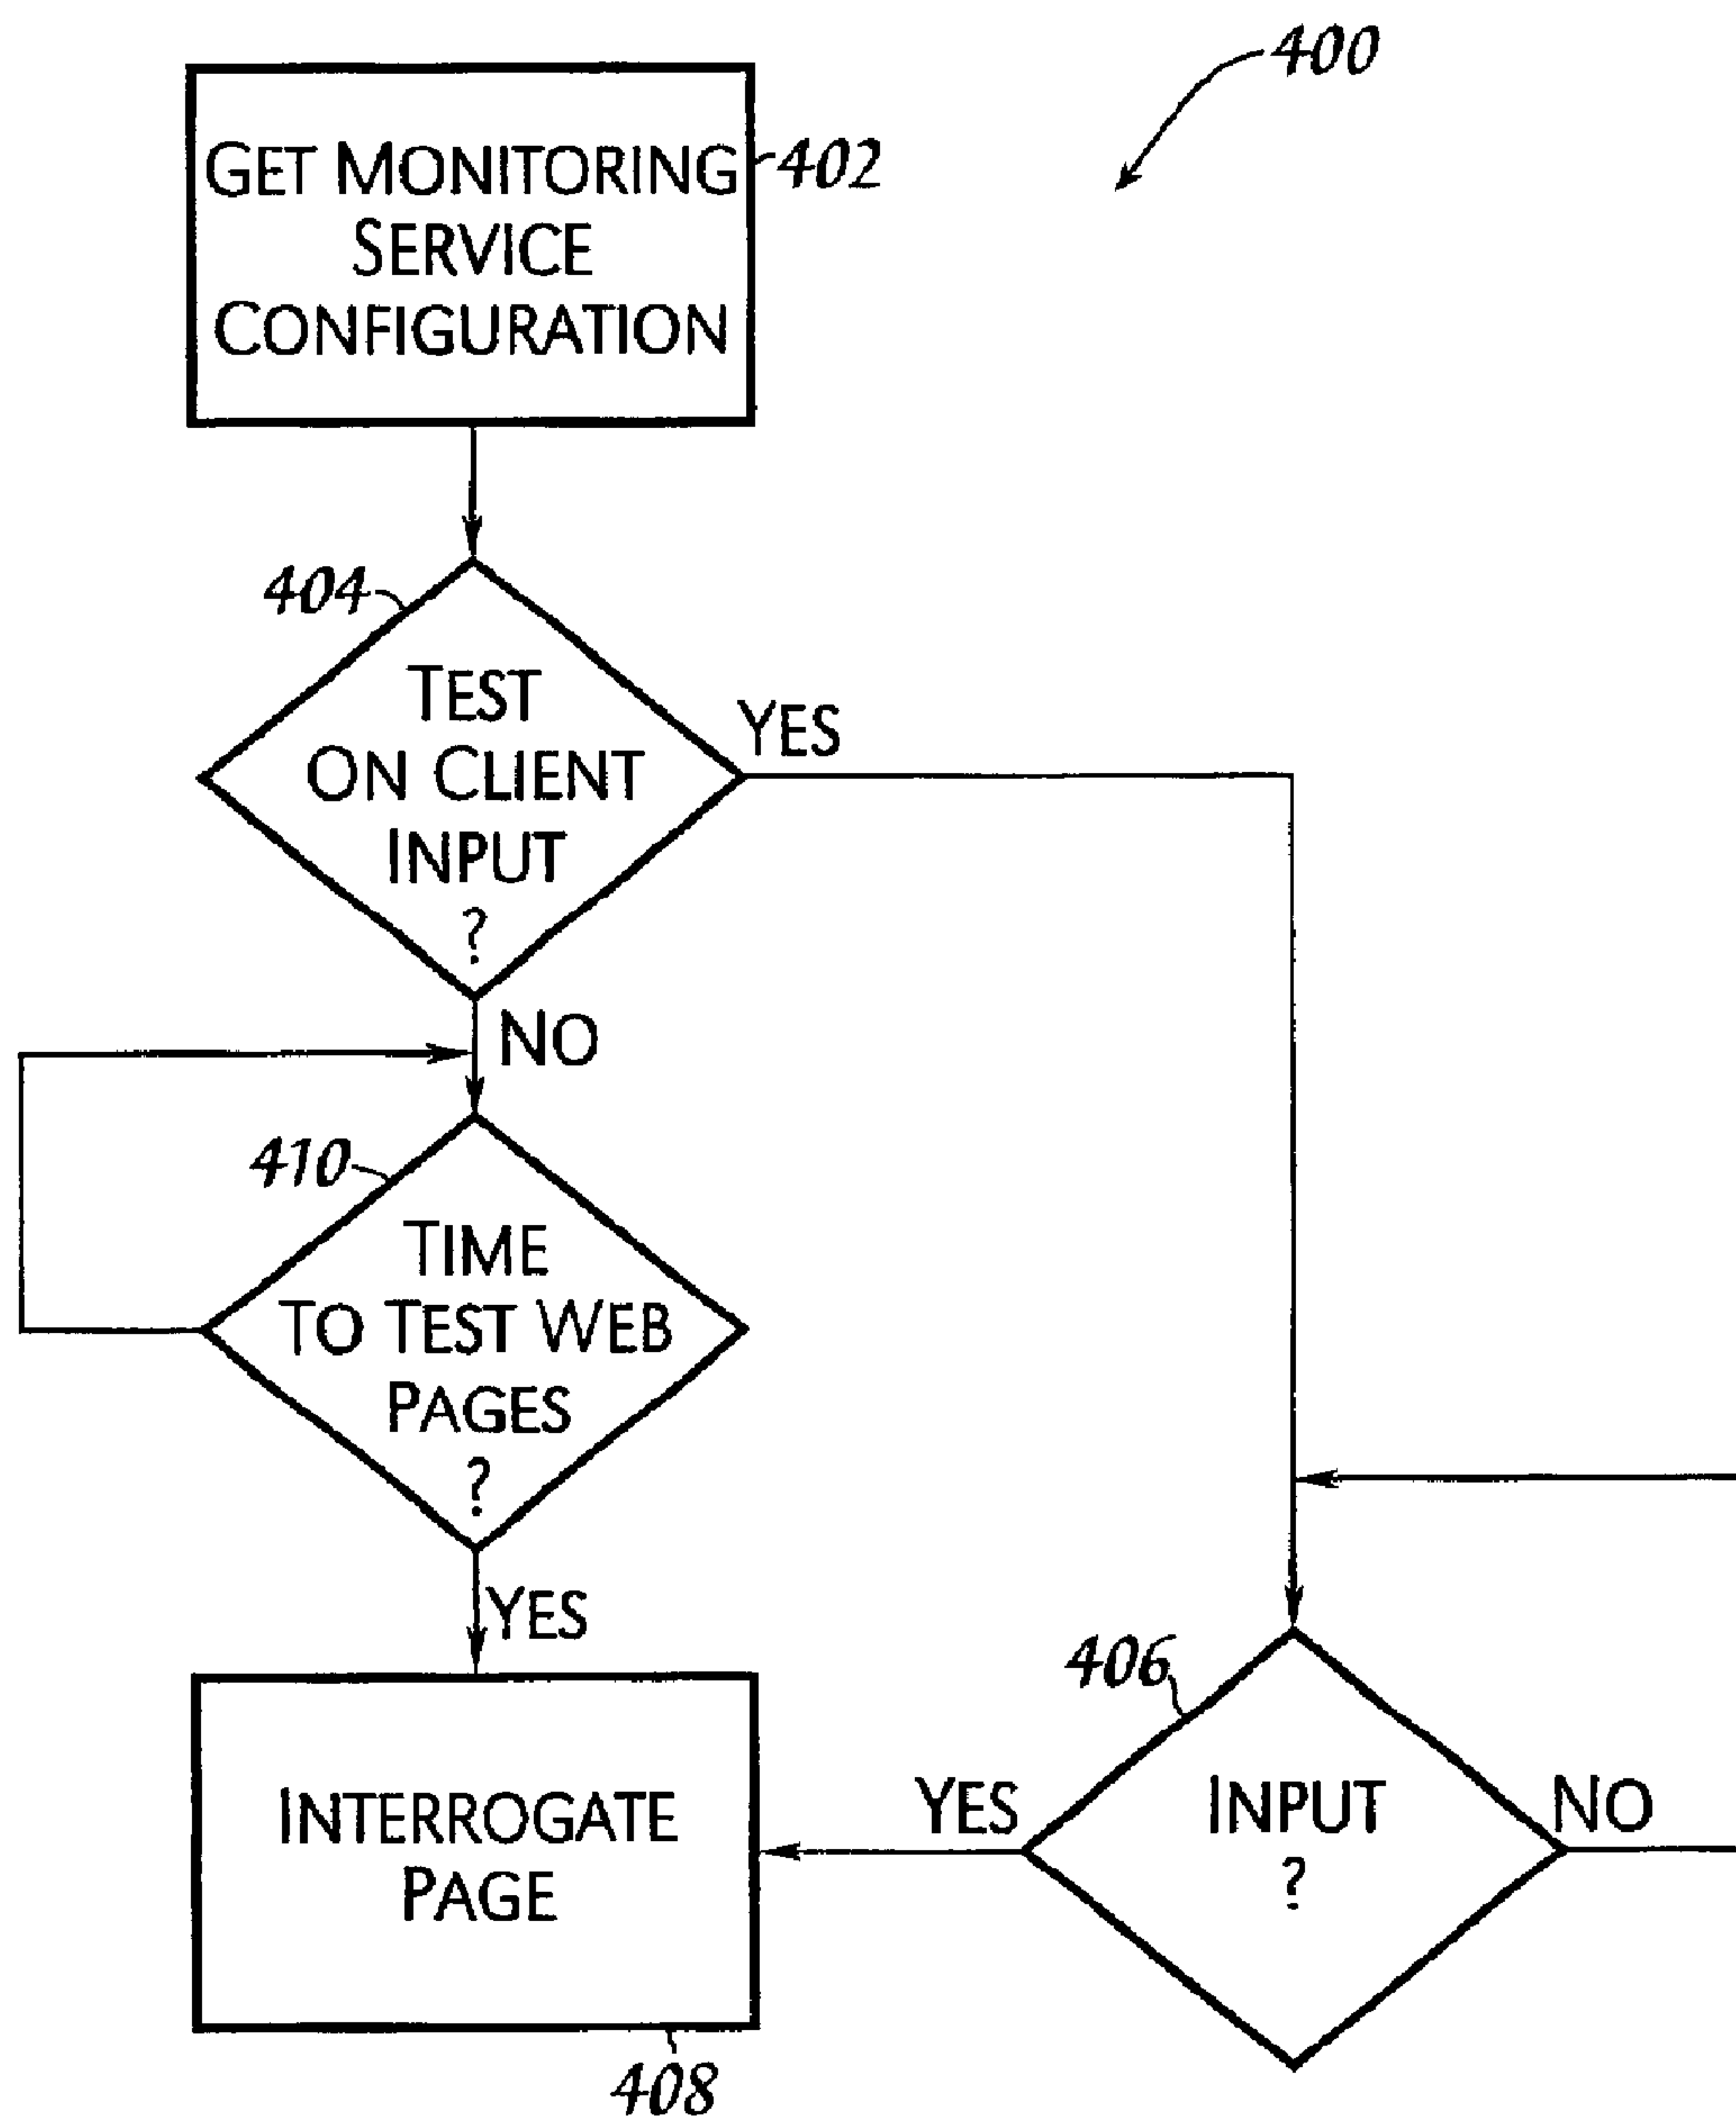 400
GET MONITORING
SERVICE
CONFIGURATION
402
404
TEST
ON CLIENT
INPUT
?
YES
NO
410
TIME
TO TEST WEB
PAGES
?
YES
406
INPUT
?
YES
NO
INTERROGATE
PAGE
408